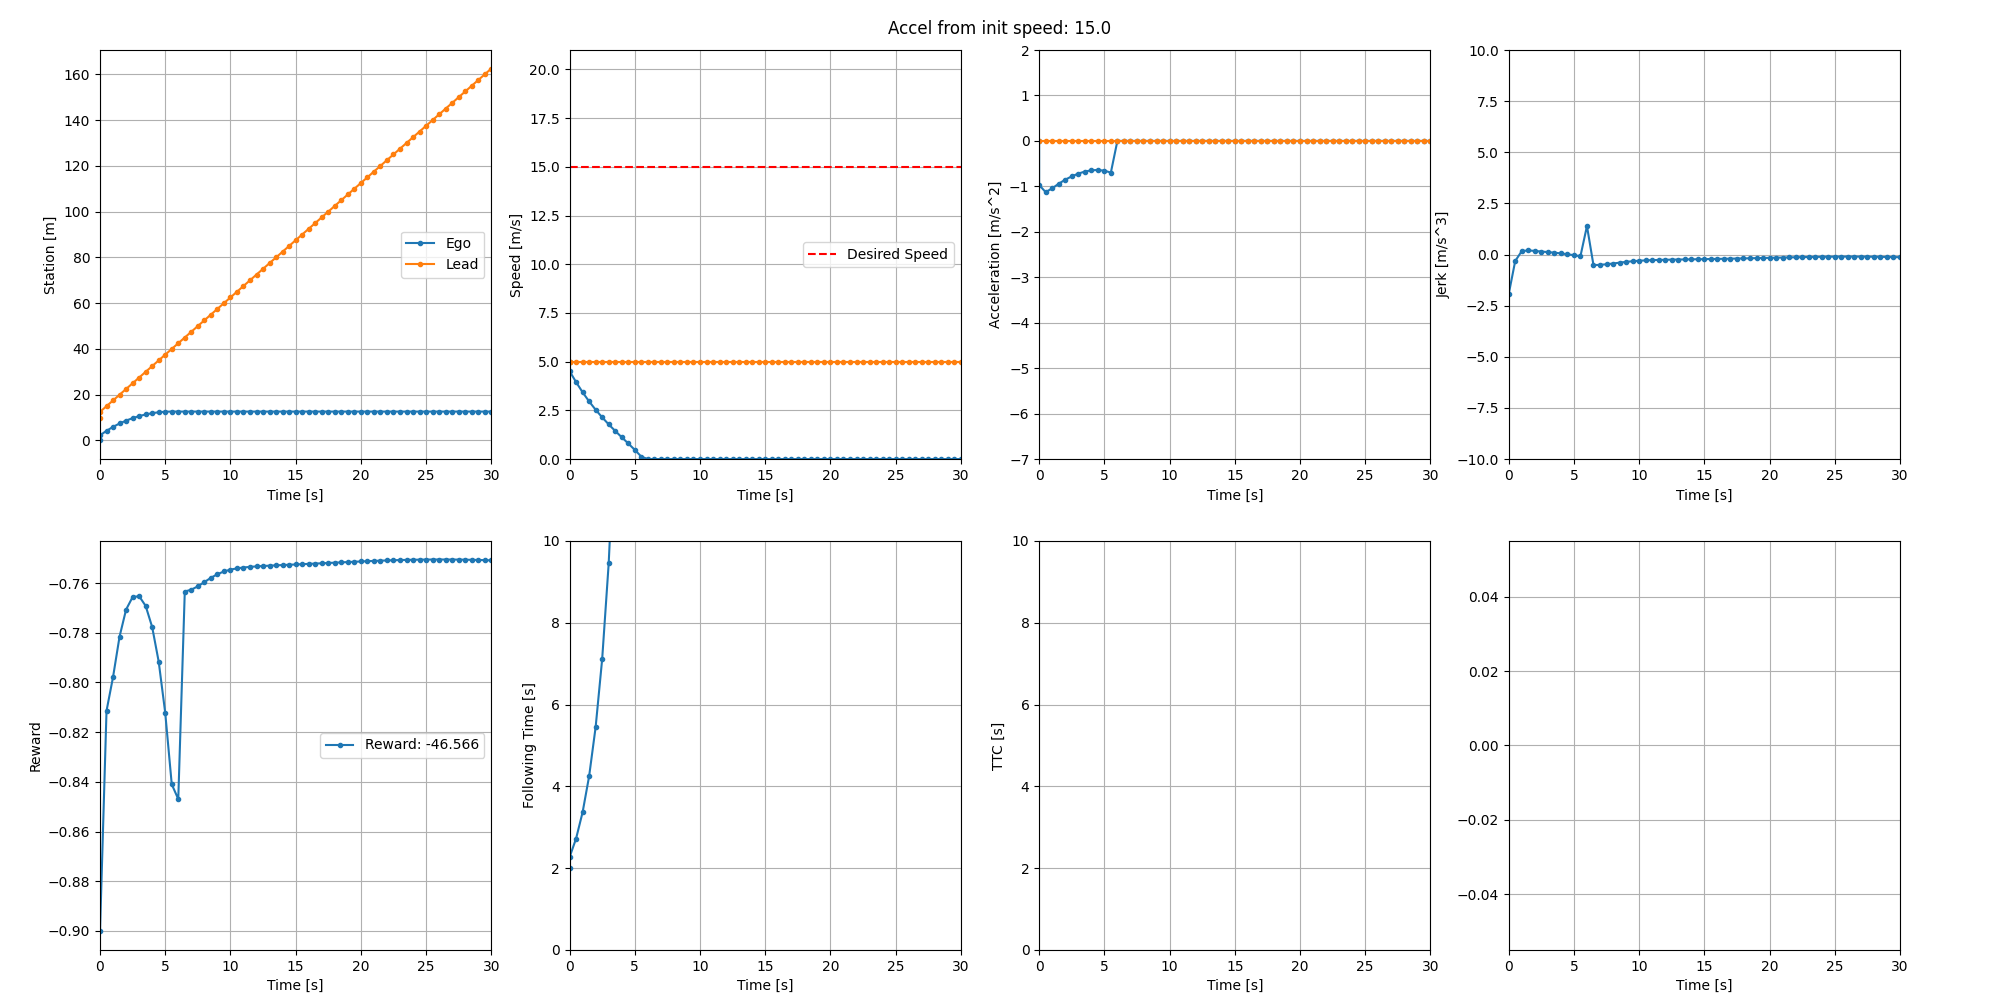 Accel from init speed: 15.0
Station [m]
160
140
120
100
80
60
40
20
0
Ego
Lead
0 5 10 15 20 25 30
Time [s]
Speed [m/s]
20.0
17.5
15.0
12.5
10.0
7.5
5.0
2.5
0.0
Desired Speed
0 5 10 15 20 25 30
Time [s]
Acceleration [m/s^2]
2
1
0
−1
−2
−3
−4
−5
−6
−7
0 5 10 15 20 25 30
Time [s]
Jerk [m/s^3]
10.0
7.5
5.0
2.5
0.0
−2.5
−5.0
−7.5
−10.0
0 5 10 15 20 25 30
Time [s]
Reward
−0.76
−0.78
−0.80
−0.82
−0.84
−0.86
−0.88
−0.90
Reward: -46.566
0 5 10 15 20 25 30
Time [s]
Following Time [s]
10
8
6
4
2
0
0 5 10 15 20 25 30
Time [s]
TTC [s]
10
8
6
4
2
0
0 5 10 15 20 25 30
Time [s]
0.04
0.02
0.00
−0.02
−0.04
0 5 10 15 20 25 30
Time [s]